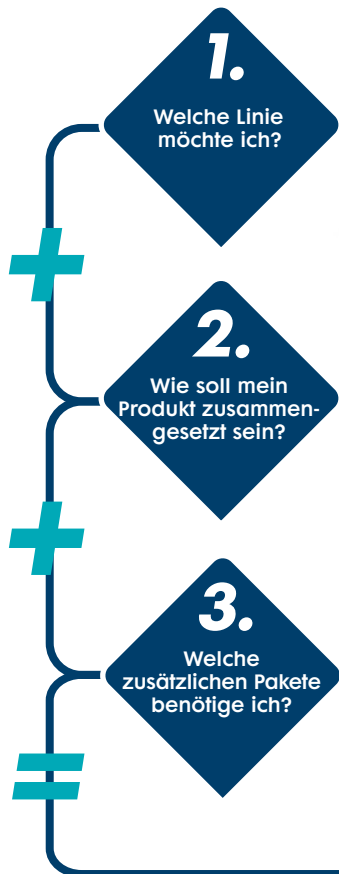 1.
Welche Linie
möchte ich?
+
2.
Wie soll mein
Produkt zusammen-
gesetzt sein?
+
3.
Welche
zusätzlichen Pakete
benötige ich?
=